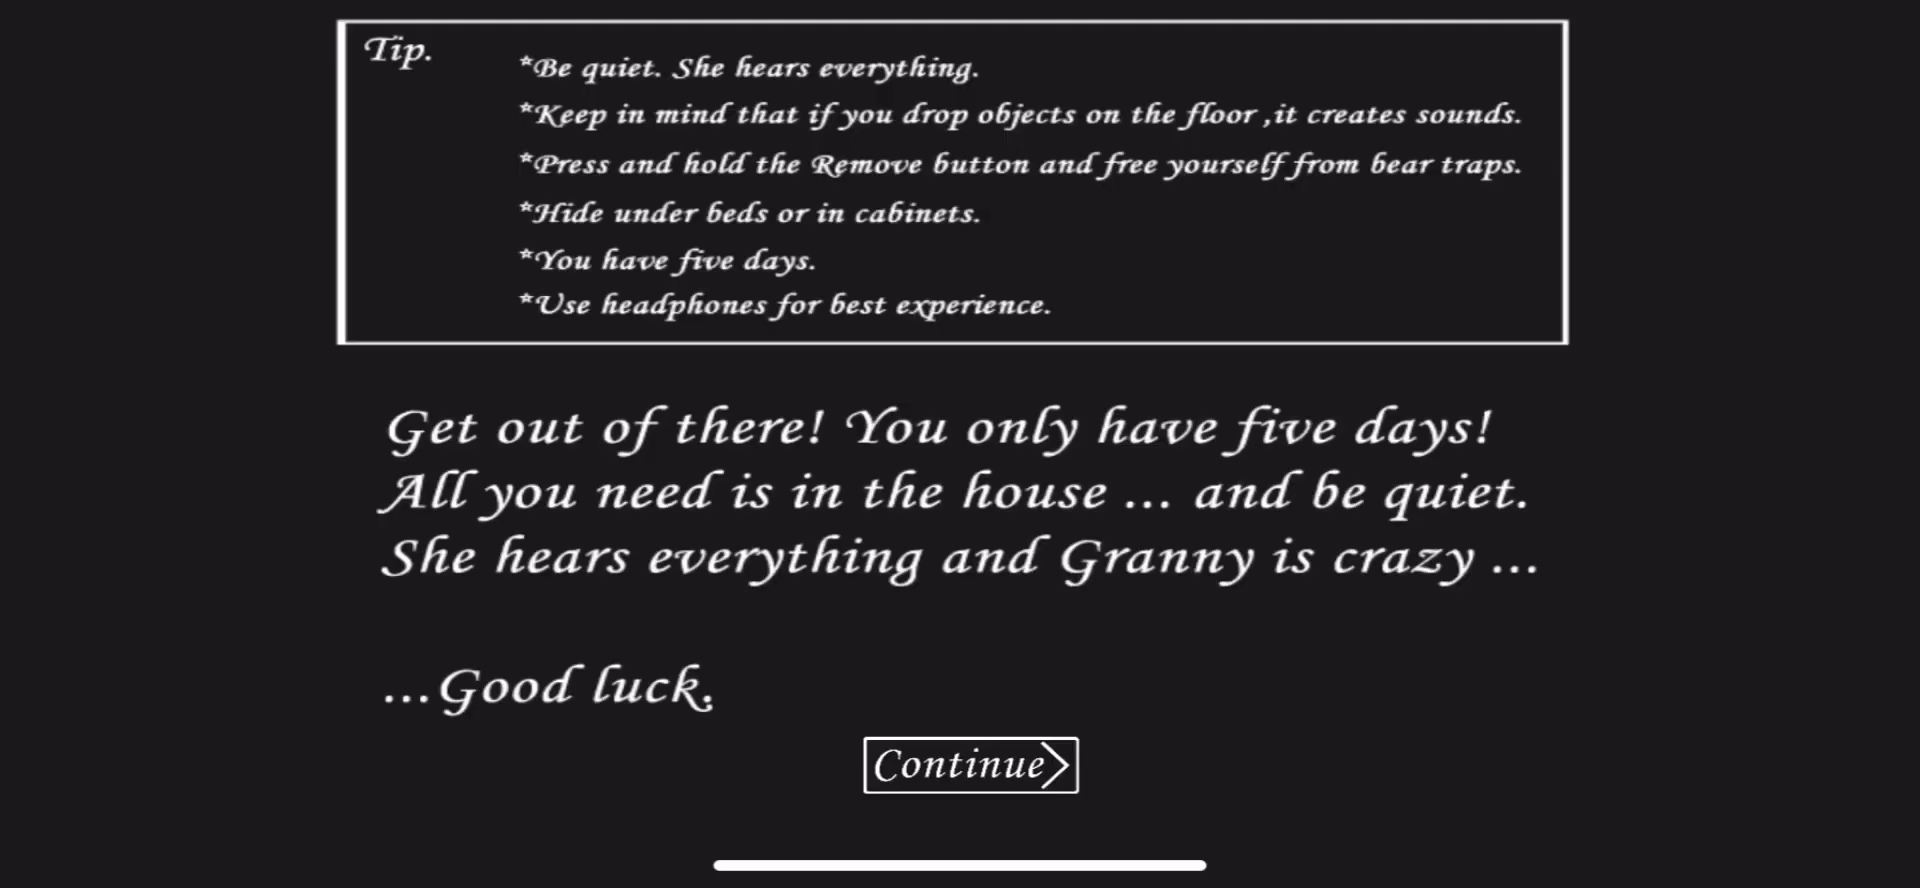 Tip.
*Be quiet. She hears everything.
*Keep in mind that if you drop objects on the floor ,it creates sounds.
*Press and hold the Remove button and free yourself from bear traps.
*Hide under beds or in cabinets.
*You have five days.
*Use headphones for best experience.
Get out of there! You only have five days!
All you need is in the house ... and be quiet.
She hears everything and Granny is crazy ...
...Good luck.
Continue